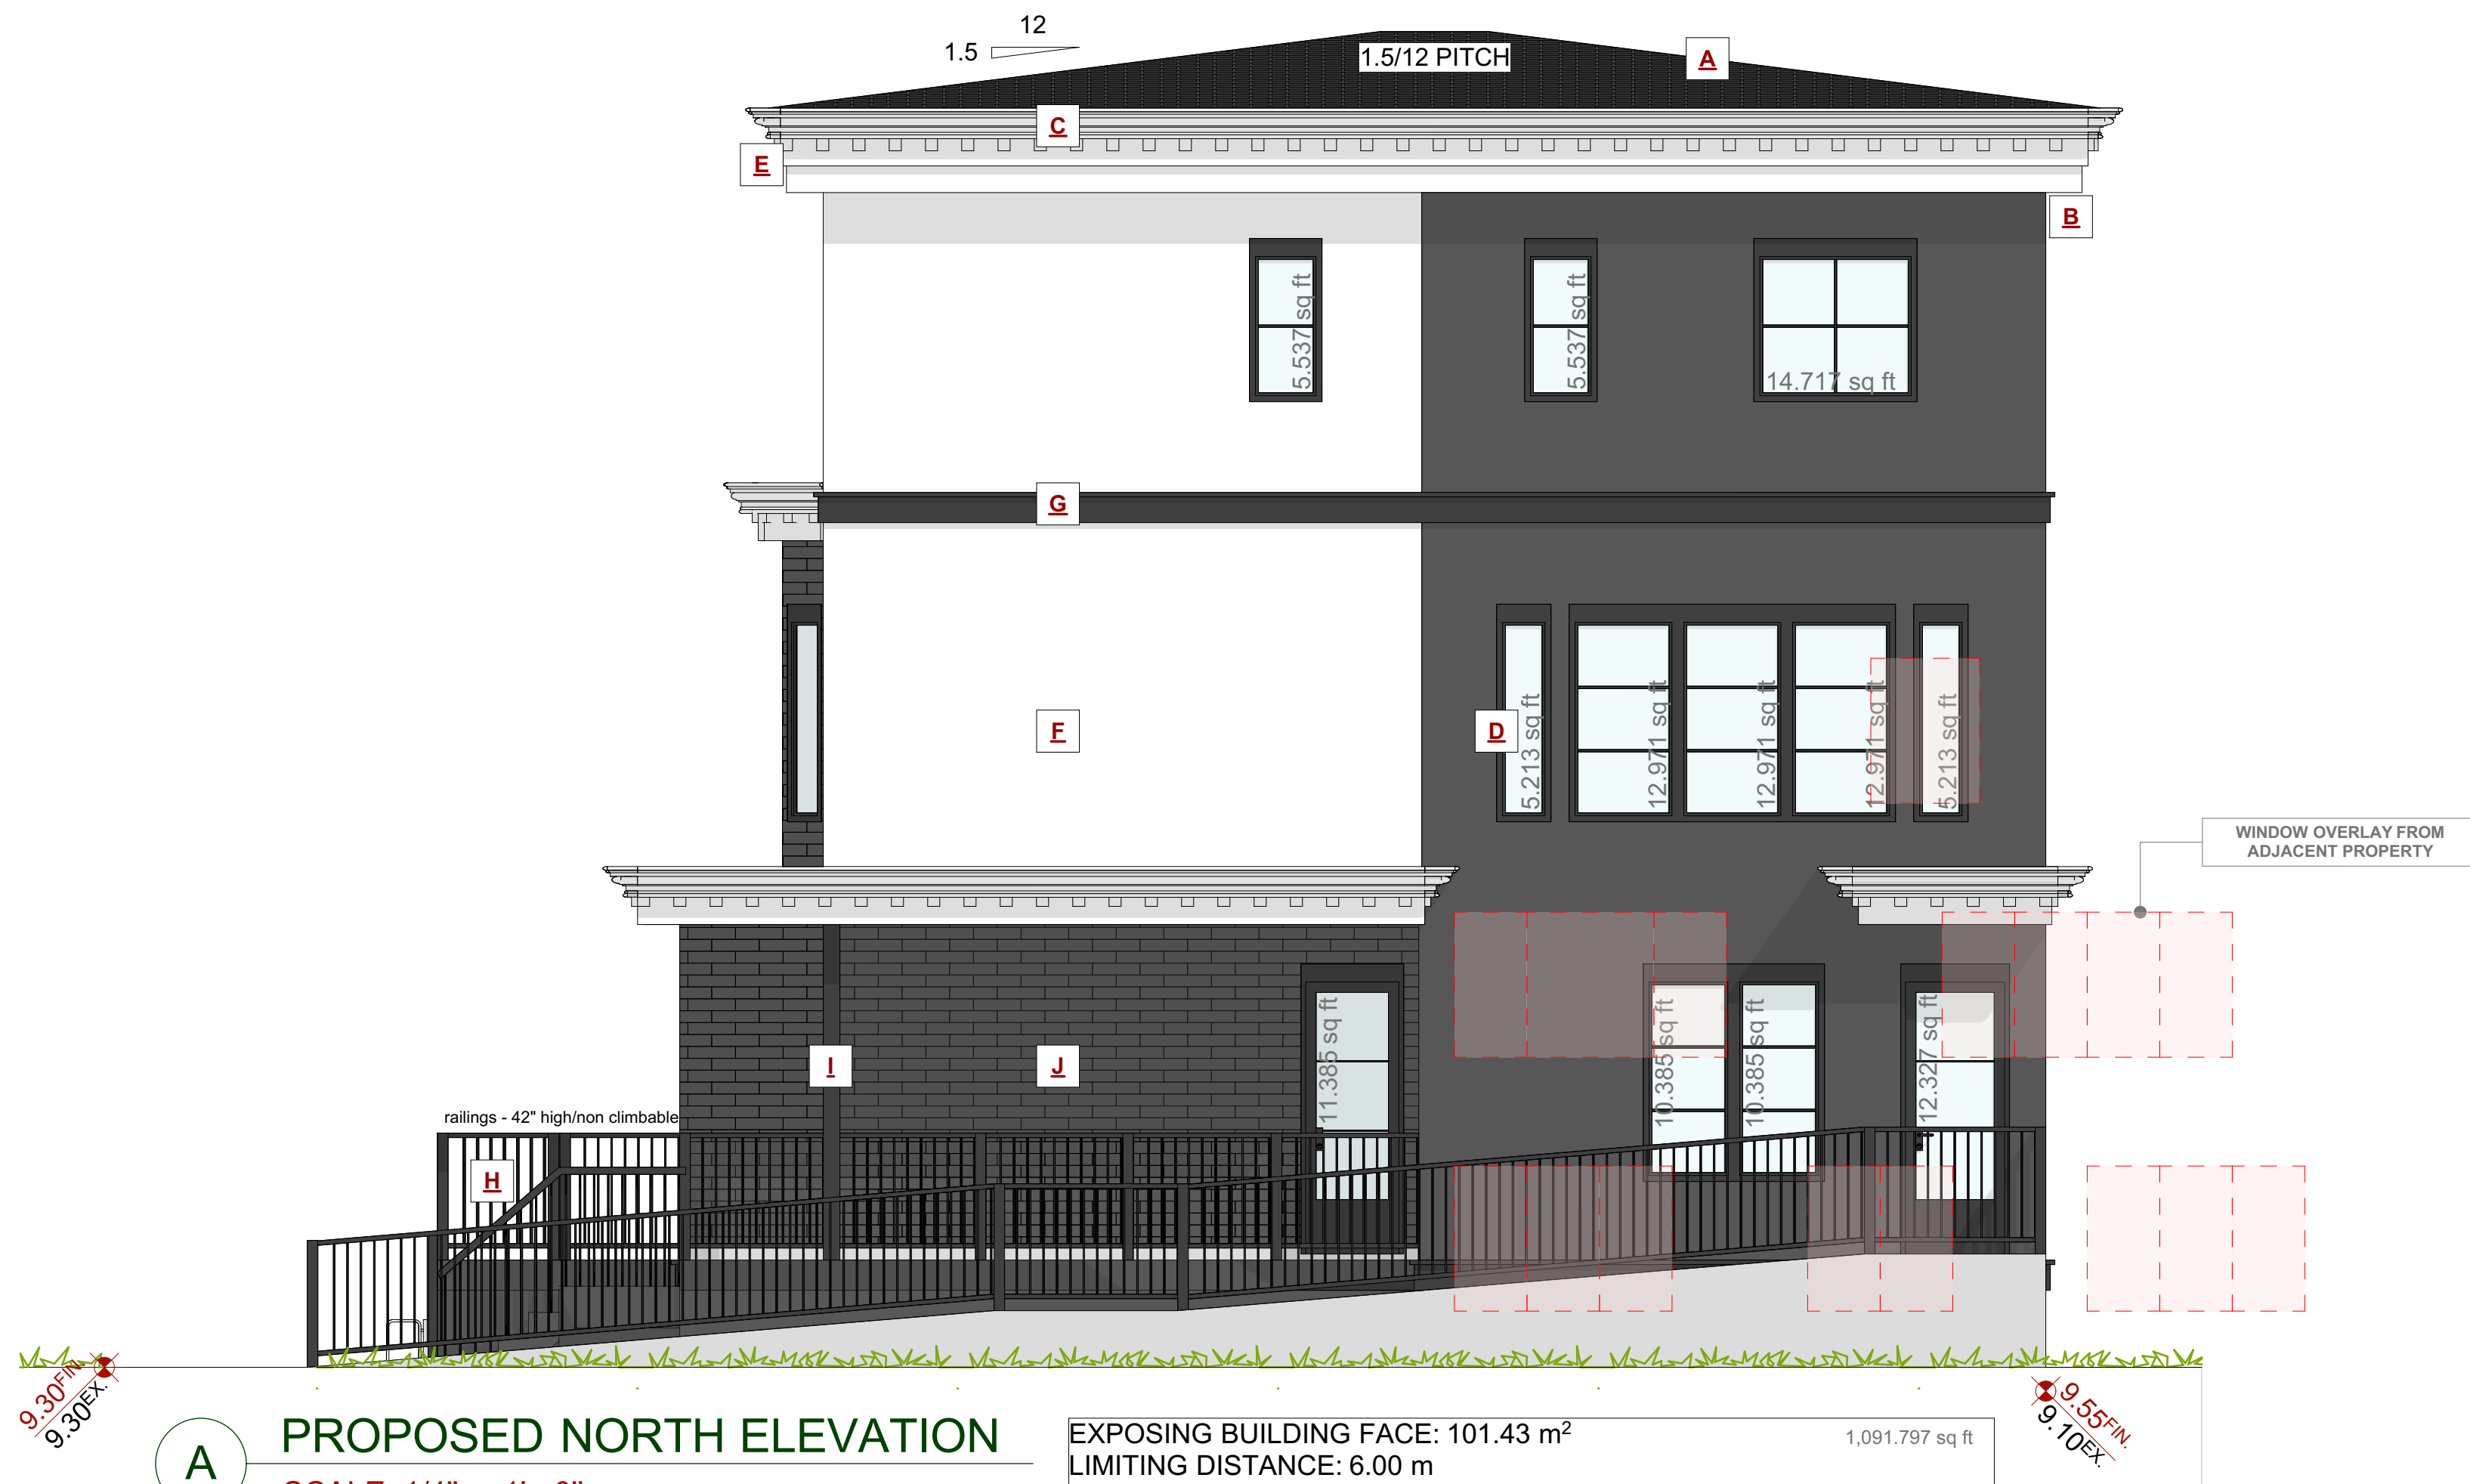 12
1.5
1.5/12 PITCH
A
C
E
B
5.537 sq ft
5.537 sq ft
14.717 sq ft
G
F
D
5.213 sq ft
12.971 sq ft
12.971 sq ft
12.971 sq ft
5.213 sq ft
WINDOW OVERLAY FROM
ADJACENT PROPERTY
I
J
11.385 sq ft
10.385 sq ft
10.385 sq ft
12.327 sq ft
railings - 42" high/non climbable
H
9.30FIN.
9.30EX.
9.55FIN.
9.10EX.
A
PROPOSED NORTH ELEVATION
EXPOSING BUILDING FACE: 101.43 m²
1,091.797 sq ft
LIMITING DISTANCE: 6.00 m